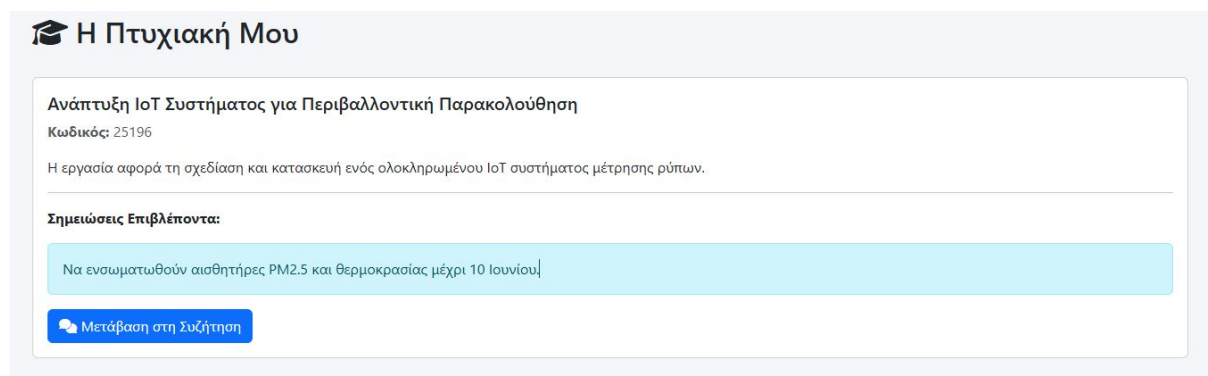 Η Πτυχιακή Μου
Ανάπτυξη IoT Συστήματος για Περιβαλλοντική Παρακολούθηση
Κωδικός: 25196
Η εργασία αφορά τη σχεδίαση και κατασκευή ενός ολοκληρωμένου IoT συστήματος μέτρησης ρύπων.
Σημειώσεις Επιβλέποντα:
Να ενσωματωθούν αισθητήρες PM2.5 και θερμοκρασίας μέχρι 10 Ιουνίου.
Μετάβαση στη Συζήτηση